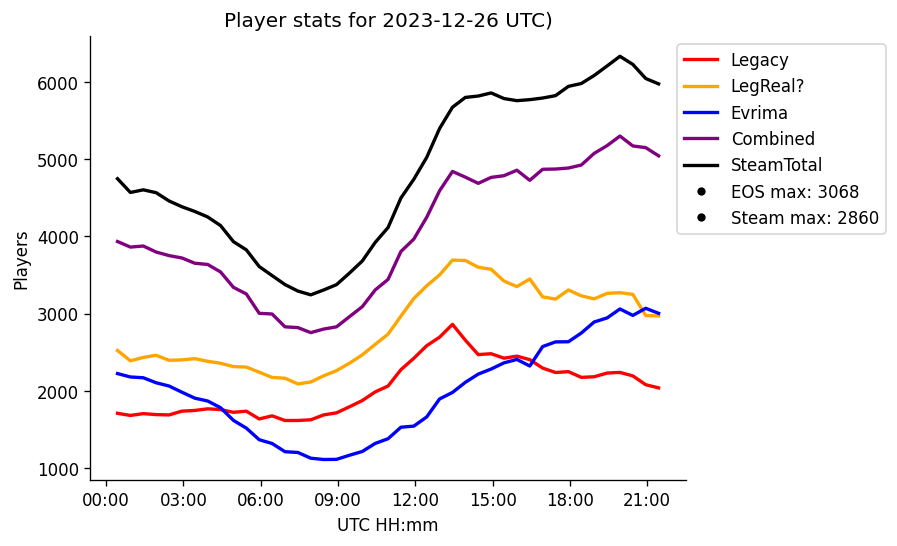 Player stats for 2023-12-26 UTC)
Legacy
LegReal?
Evrima
Combined
SteamTotal
EOS max: 3068
Steam max: 2860
Players
6000
5000
4000
3000
2000
1000
00:00 03:00 06:00 09:00 12:00 15:00 18:00 21:00
UTC HH:mm